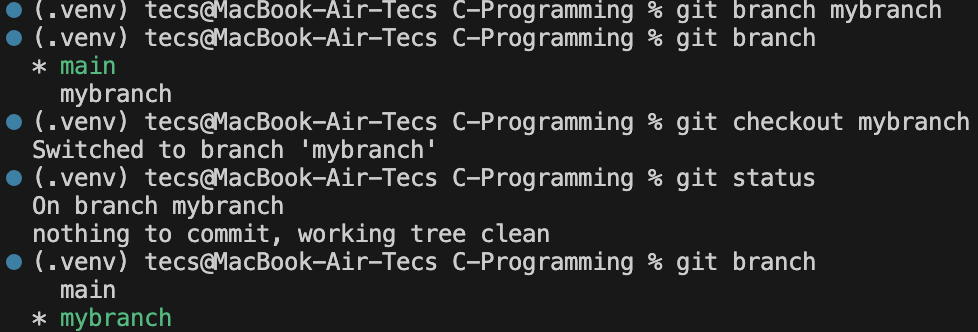 (.venv) tecs@MacBook-Air-Tecs C-Programming % git branch mybranch
(.venv) tecs@MacBook-Air-Tecs C-Programming % git branch
* main
  mybranch
(.venv) tecs@MacBook-Air-Tecs C-Programming % git checkout mybranch
Switched to branch 'mybranch'
(.venv) tecs@MacBook-Air-Tecs C-Programming % git status
On branch mybranch
nothing to commit, working tree clean
(.venv) tecs@MacBook-Air-Tecs C-Programming % git branch
  main
* mybranch